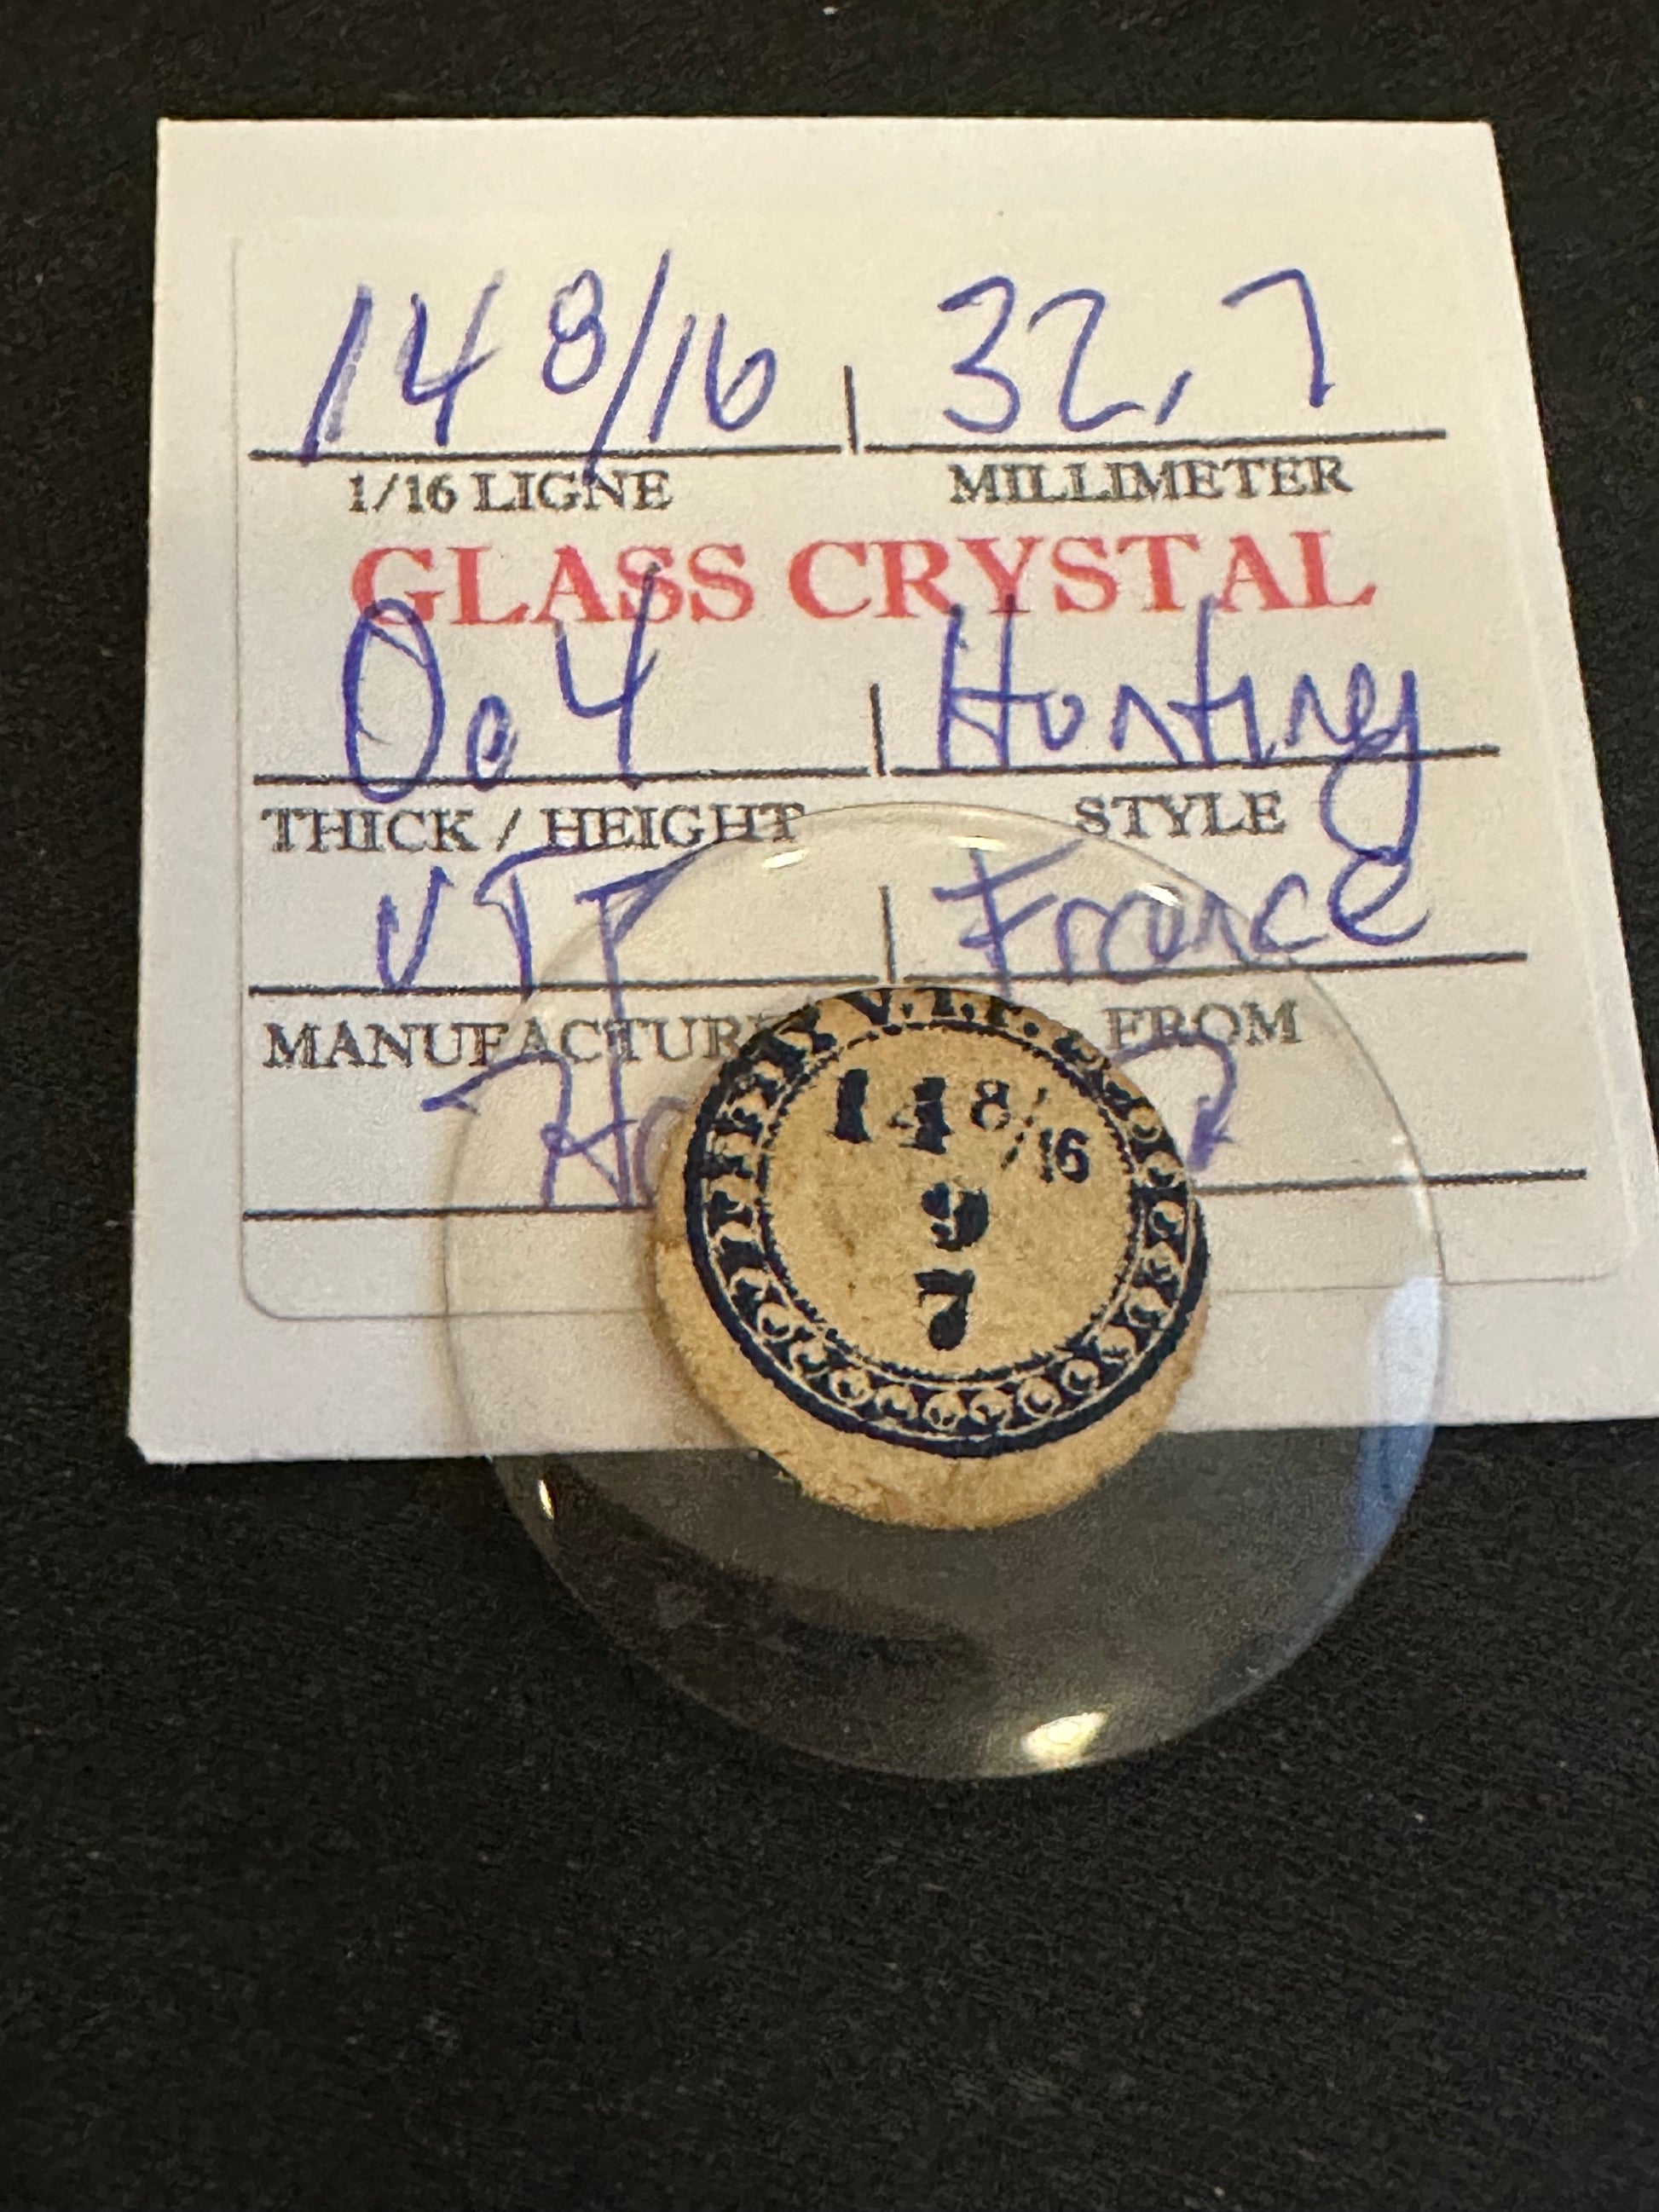 14 8/16 32,7
1/16 LIGNE MILLIMETER
GLASS CRYSTAL
0.4 Hunting
THICK / HEIGHT STYLE
VTF France
MANUFACTUR FROM
V.T.F.
14 8/16
9
7